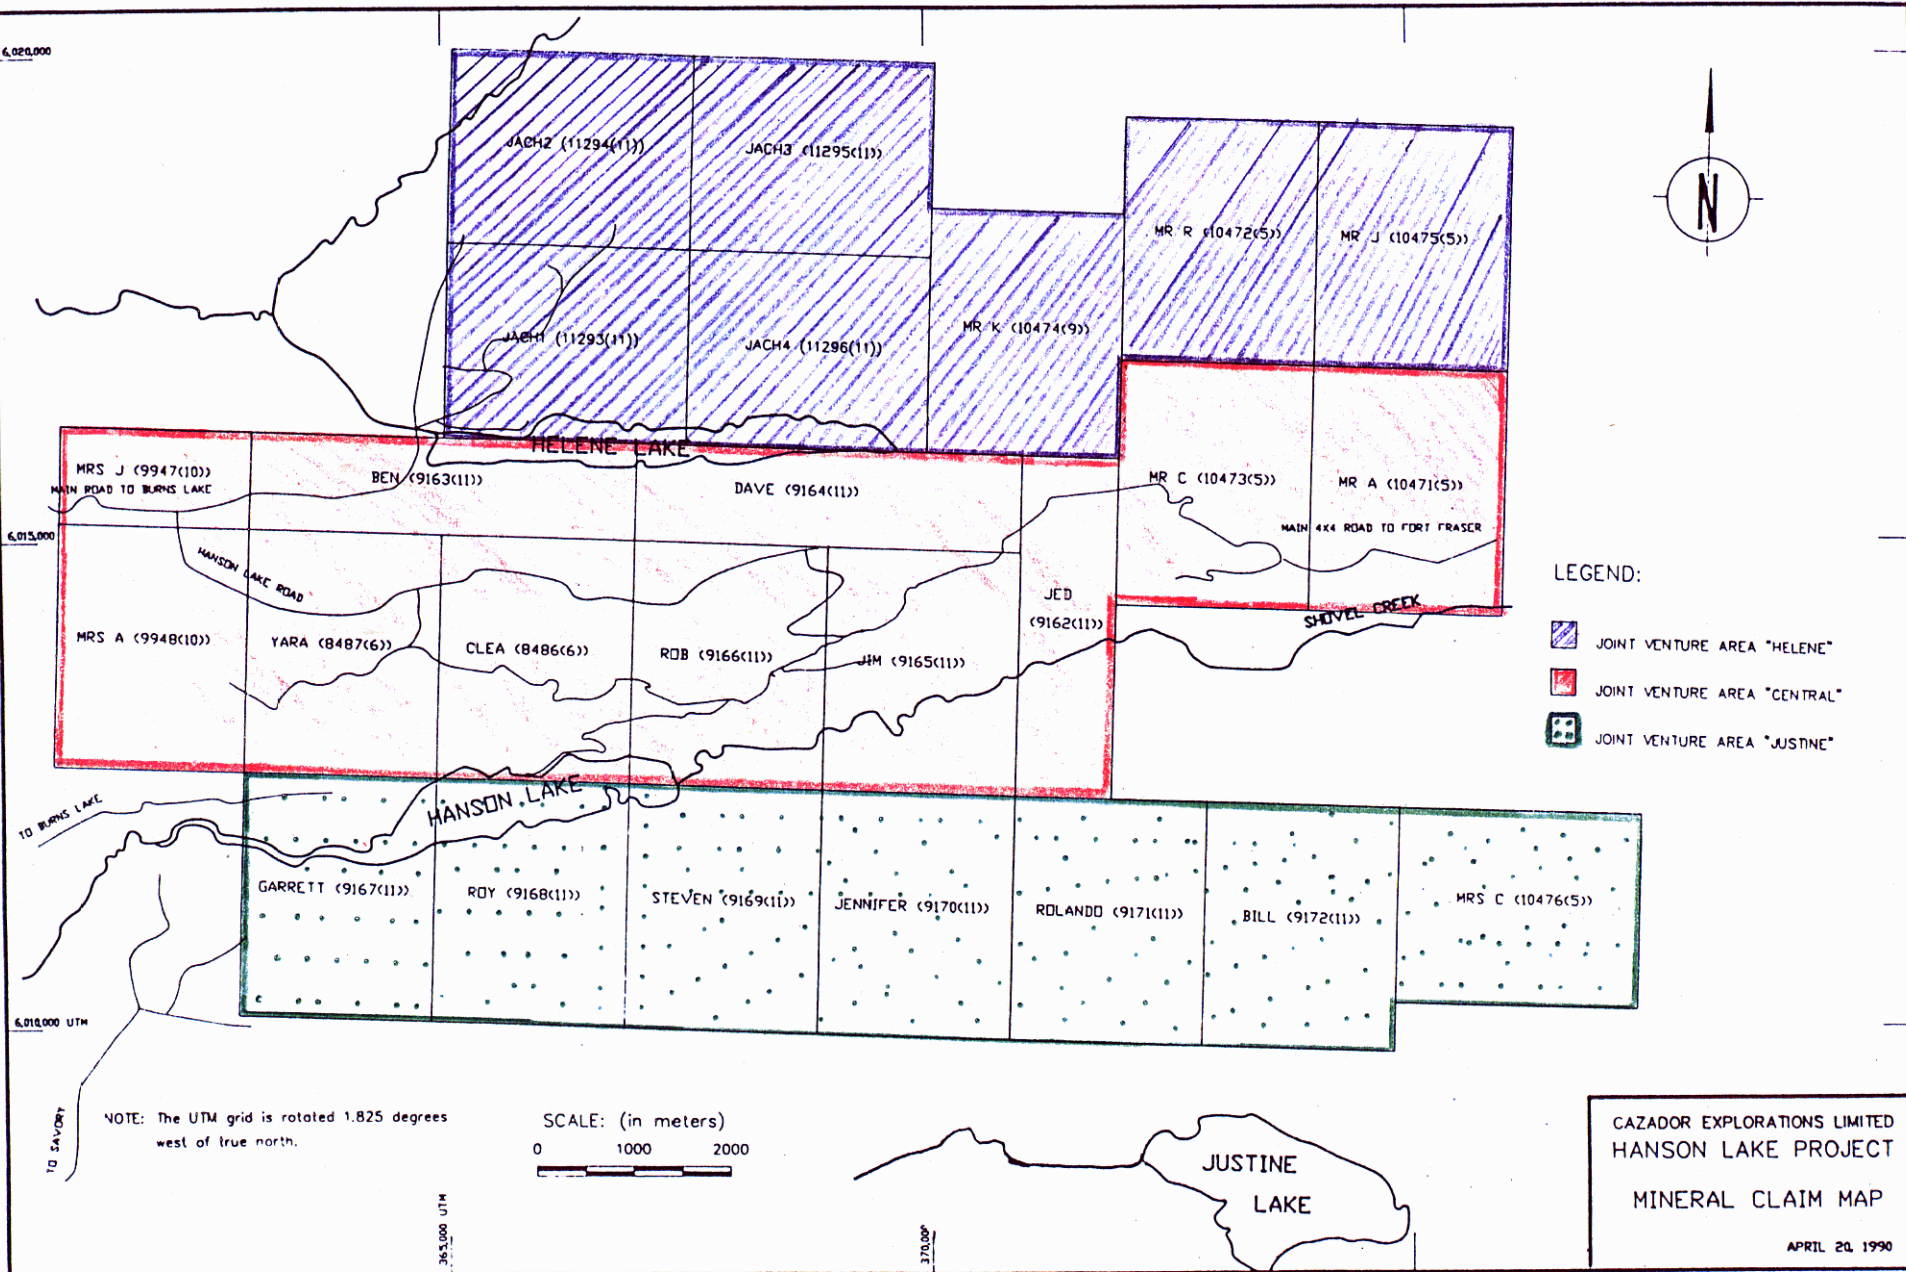 6,020,000
JACH2 (11294(11))
JACH3 (11295(11))
N
MR R (10472(5))
MR J (10475(5))
MR K (10474(9))
JACH1 (11293(11))
JACH4 (11296(11))
HELENE LAKE
MRS J (9947(10))
MAIN ROAD TO BURNS LAKE
BEN (9163(11))
DAVE (9164(11))
MR C (10473(5))
MR A (10471(5))
MAIN 4X4 ROAD TO FORT FRASER
6,015,000
HANSON LAKE ROAD
JED
(9162(11))
SHOVEL CREEK
MRS A (9948(10))
YARA (8487(6))
CLEA (8486(6))
ROB (9166(11))
JIM (9165(11))
LEGEND:
JOINT VENTURE AREA "HELENE"
JOINT VENTURE AREA "CENTRAL"
JOINT VENTURE AREA "JUSTINE"
TO BURNS LAKE
HANSON LAKE
GARRETT (9167(11))
ROY (9168(11))
STEVEN (9169(11))
JENNIFER (9170(11))
ROLANDO (9171(11))
BILL (9172(11))
MRS C (10476(5))
6,010,000 UTM
TO SAVORY
NOTE: The UTM grid is rotated 1.825 degrees
west of true north.
SCALE: (in meters)
0 1000 2000
365,000 UTM
370,000
JUSTINE
LAKE
CAZADOR EXPLORATIONS LIMITED
HANSON LAKE PROJECT
MINERAL CLAIM MAP
APRIL 20, 1990